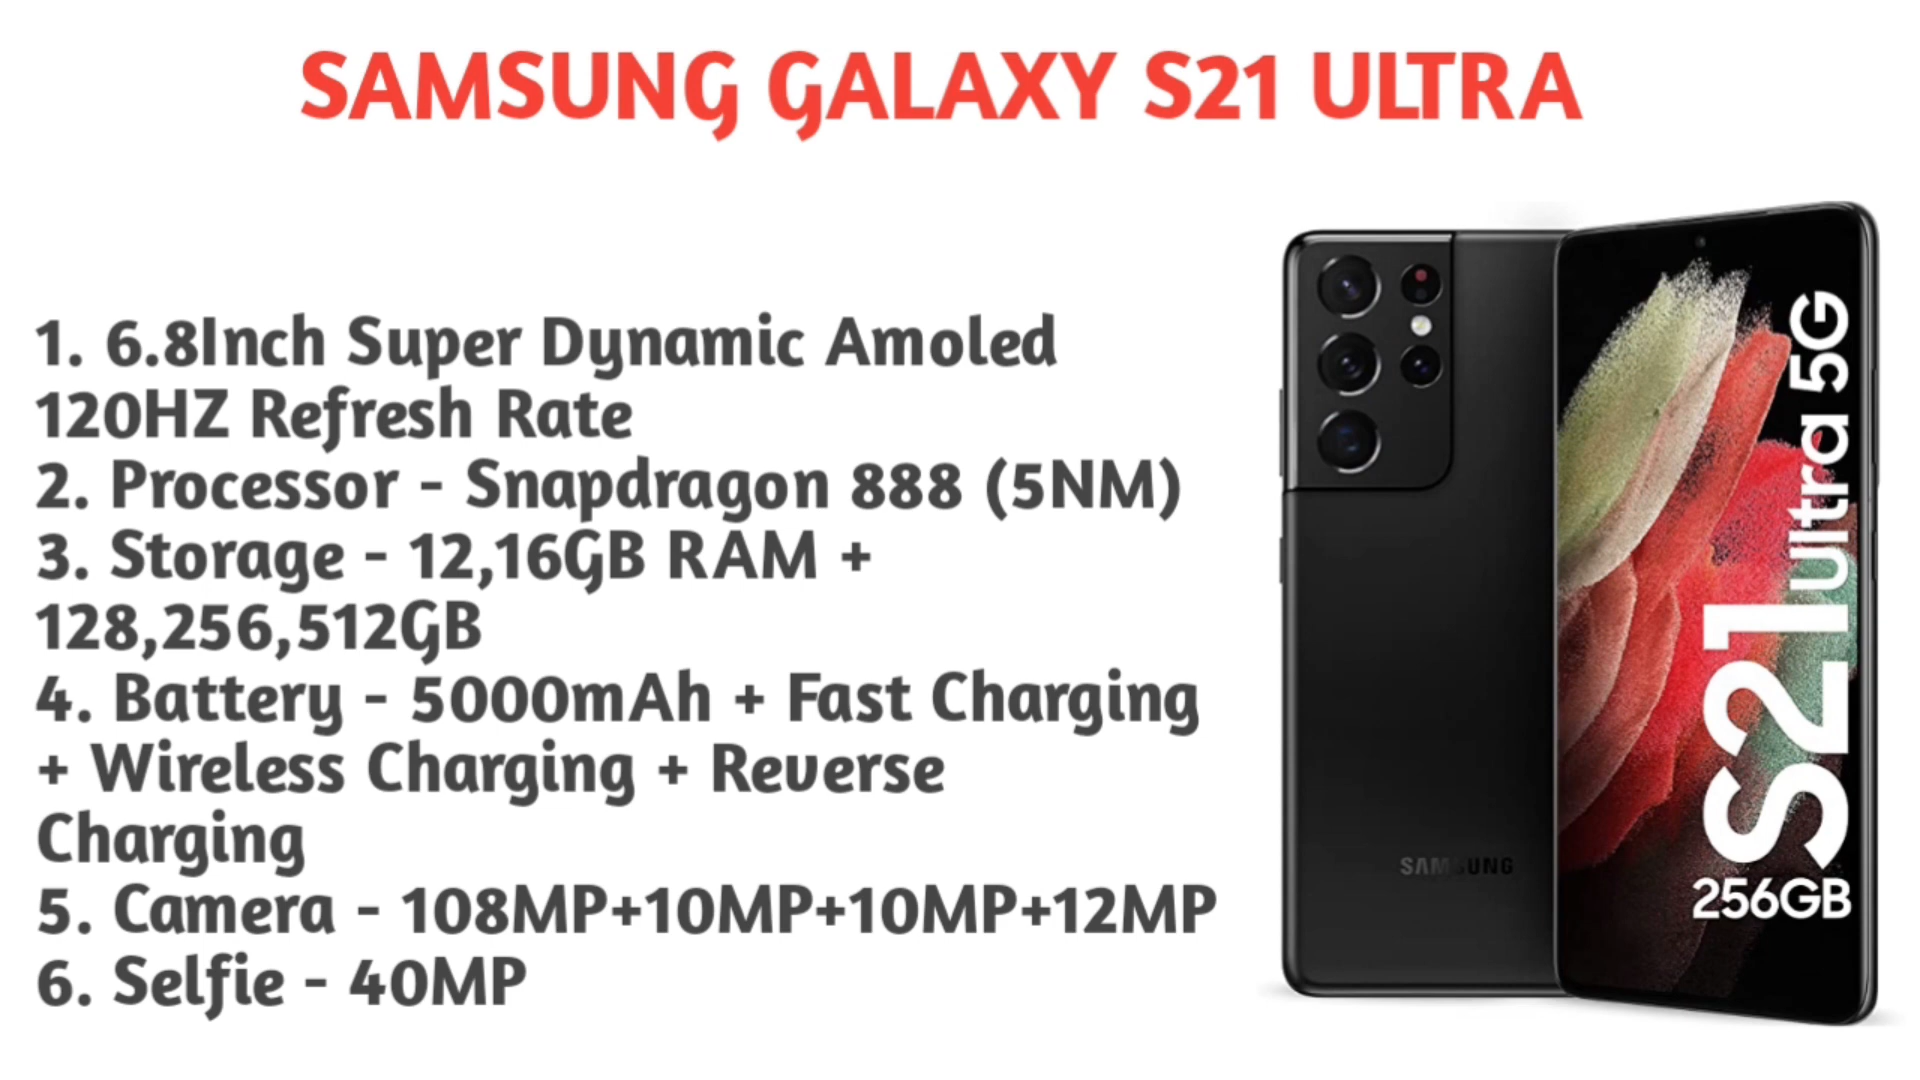 SAMSUNG GALAXY S21 ULTRA
1. 6.8Inch Super Dynamic Amoled
120HZ Refresh Rate
2. Processor - Snapdragon 888 (5NM)
3. Storage - 12,16GB RAM +
128,256,512GB
4. Battery - 5000mAh + Fast Charging
+ Wireless Charging + Reverse
Charging
5. Camera - 108MP+10MP+10MP+12MP
6. Selfie - 40MP
SAMSUNG
S21 Ultra 5G
256GB